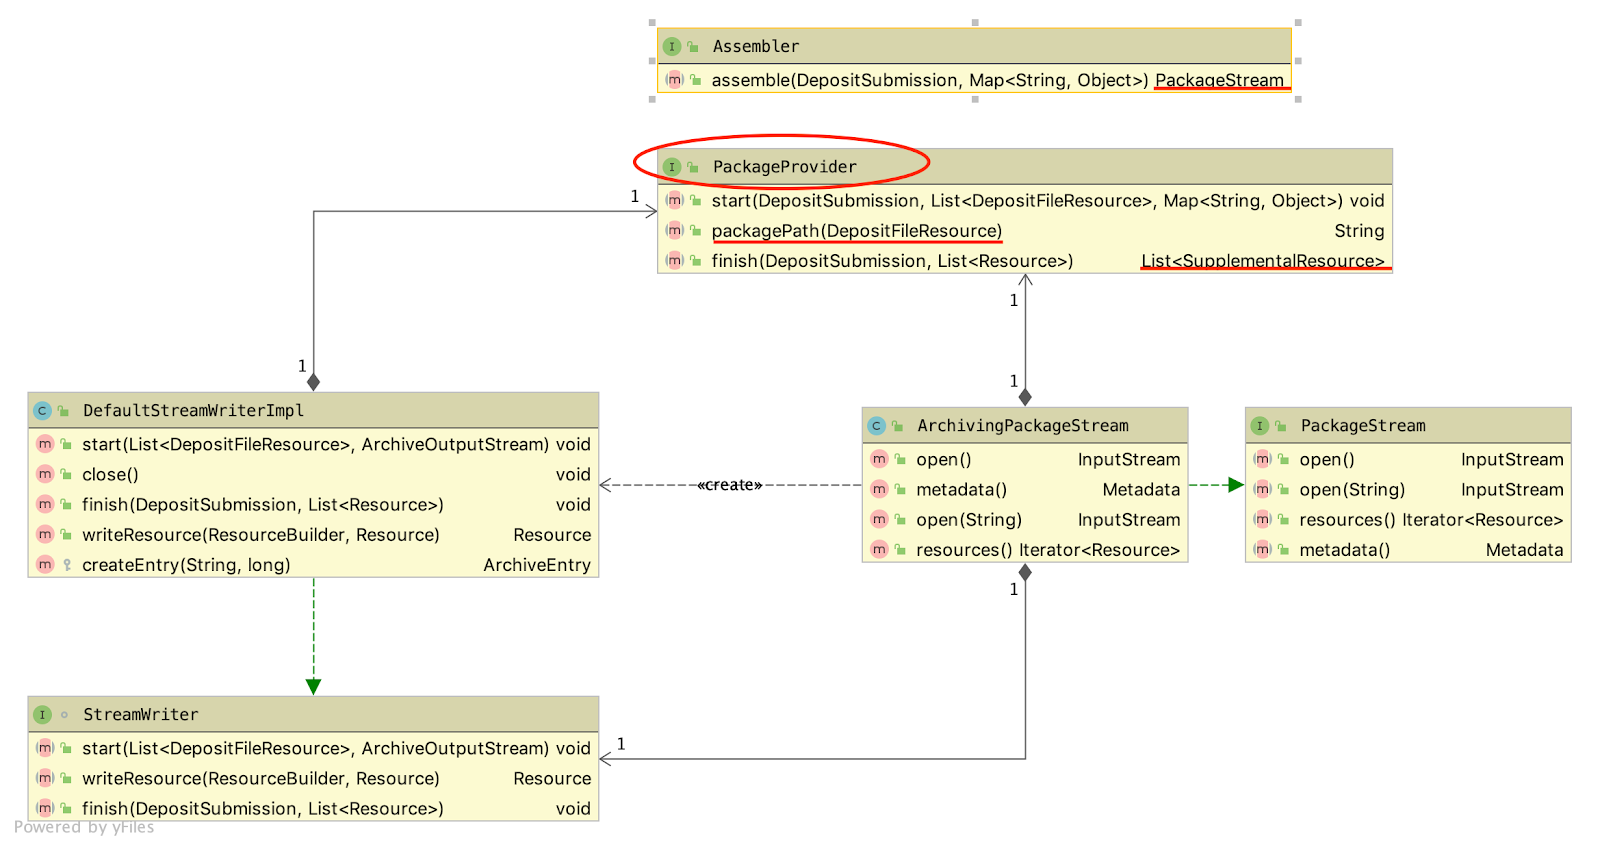 Assembler
assemble(DepositSubmission, Map<String, Object>) PackageStream
PackageProvider
start(DepositSubmission, List<DepositFileResource>, Map<String, Object>) void
packagePath(DepositFileResource) String
finish(DepositSubmission, List<Resource>) List<SupplementalResource>
1
1
1
1
DefaultStreamWriterImpl
start(List<DepositFileResource>, ArchiveOutputStream) void
close() void
finish(DepositSubmission, List<Resource>) void
writeResource(ResourceBuilder, Resource) Resource
createEntry(String, long) ArchiveEntry
«create»
ArchivingPackageStream
open() InputStream
metadata() Metadata
open(String) InputStream
resources() Iterator<Resource>
PackageStream
open() InputStream
open(String) InputStream
resources() Iterator<Resource>
metadata() Metadata
1
1
StreamWriter
start(List<DepositFileResource>, ArchiveOutputStream) void
writeResource(ResourceBuilder, Resource) Resource
finish(DepositSubmission, List<Resource>) void
Powered by yFiles